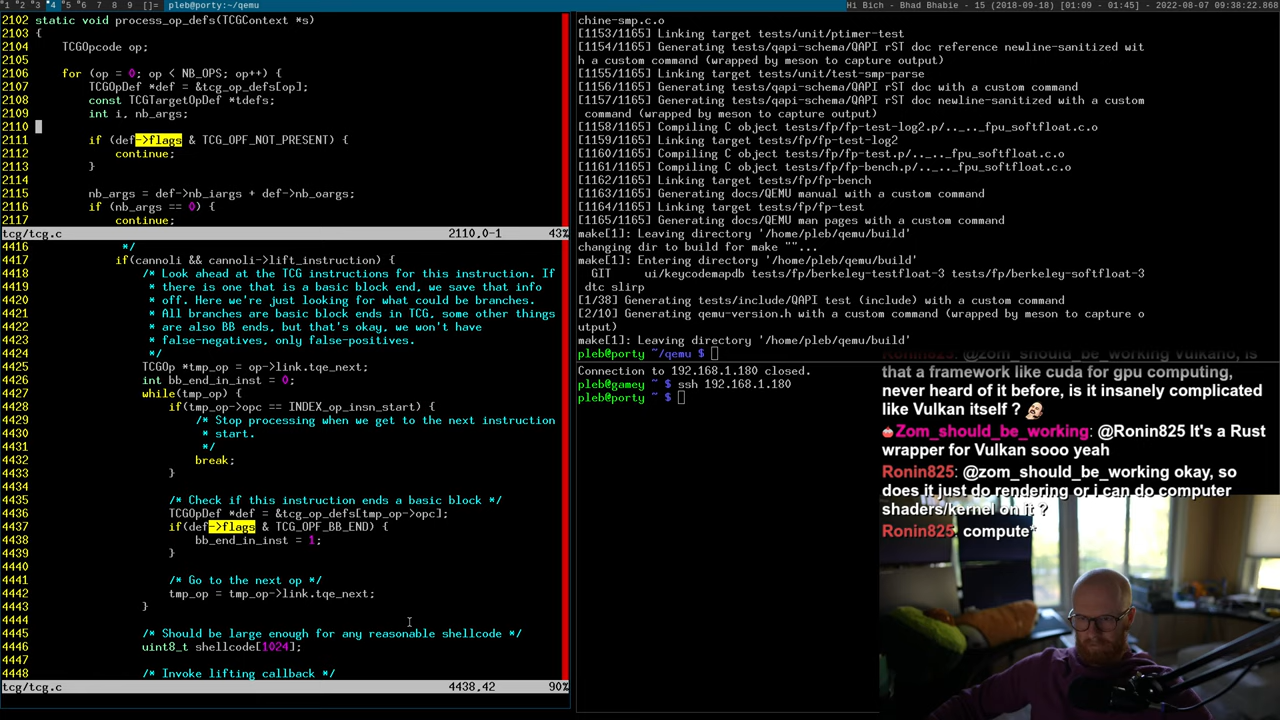 1 2 3 4 5 6 7 8 9 []= pleb@porty:~/qemu
Hi Bich - Bhad Bhabie - 15 (2018-09-18) [01:09 - 01:45] - 2022-08-07 09:38:22.868
2102 static void process_op_defs(TCGContext *s)
2103 {
2104 TCGOpcode op;
2105
2106 for (op = 0; op < NB_OPS; op++) {
2107 TCGOpDef *def = &tcg_op_defs[op];
2108 const TCGTargetOpDef *tdefs;
2109 int i, nb_args;
2110
2111 if (def->flags & TCG_OPF_NOT_PRESENT) {
2112 continue;
2113 }
2114
2115 nb_args = def->nb_iargs + def->nb_oargs;
2116 if (nb_args == 0) {
2117 continue;
tcg/tcg.c 2110,0-1 43%
4416 */
4417 if(cannoli && cannoli->lift_instruction) {
4418 /* Look ahead at the TCG instructions for this instruction. If
4419 * there is one that is a basic block end, we save that info
4420 * off. Here we're just looking for what could be branches.
4421 * All branches are basic block ends in TCG, some other things
4422 * are also BB ends, but that's okay, we won't have
4423 * false-negatives, only false-positives.
4424 */
4425 TCGOp *tmp_op = op->link.tqe_next;
4426 int bb_end_in_inst = 0;
4427 while(tmp_op) {
4428 if(tmp_op->opc == INDEX_op_insn_start) {
4429 /* Stop processing when we get to the next instruction
4430 * start.
4431 */
4432 break;
4433 }
4434
4435 /* Check if this instruction ends a basic block */
4436 TCGOpDef *def = &tcg_op_defs[tmp_op->opc];
4437 if(def->flags & TCG_OPF_BB_END) {
4438 bb_end_in_inst = 1;
4439 }
4440
4441 /* Go to the next op */
4442 tmp_op = tmp_op->link.tqe_next;
4443 }
4444
4445 /* Should be large enough for any reasonable shellcode */
4446 uint8_t shellcode[1024];
4447
4448 /* Invoke lifting callback */
tcg/tcg.c 4438,42 90%
chine-smp.c.o
[1153/1165] Linking target tests/unit/ptimer-test
[1154/1165] Generating tests/qapi-schema/QAPI rST doc reference newline-sanitized wit
h a custom command (wrapped by meson to capture output)
[1155/1165] Linking target tests/unit/test-smp-parse
[1156/1165] Generating tests/qapi-schema/QAPI rST doc with a custom command
[1157/1165] Generating tests/qapi-schema/QAPI rST doc newline-sanitized with a custom
command (wrapped by meson to capture output)
[1158/1165] Compiling C object tests/fp/fp-test-log2.p/.._.._fpu_softfloat.c.o
[1159/1165] Linking target tests/fp/fp-test-log2
[1160/1165] Compiling C object tests/fp/fp-test.p/.._.._fpu_softfloat.c.o
[1161/1165] Compiling C object tests/fp/fp-bench.p/.._.._fpu_softfloat.c.o
[1162/1165] Linking target tests/fp/fp-bench
[1163/1165] Generating docs/QEMU manual with a custom command
[1164/1165] Linking target tests/fp/fp-test
[1165/1165] Generating docs/QEMU man pages with a custom command
make[1]: Leaving directory '/home/pleb/qemu/build'
changing dir to build for make ""...
make[1]: Entering directory '/home/pleb/qemu/build'
GIT ui/keycodemapdb tests/fp/berkeley-testfloat-3 tests/fp/berkeley-softfloat-3
dtc slirp
[1/38] Generating tests/include/QAPI test (include) with a custom command
[2/10] Generating qemu-version.h with a custom command (wrapped by meson to capture o
utput)
make[1]: Leaving directory '/home/pleb/qemu/build'
pleb@porty ~/qemu $
Connection to 192.168.1.180 closed.
pleb@gamey ~ $ ssh 192.168.1.180
pleb@porty ~ $
Ronin825: @zom_should_be_working Vulkano, is
that a framework like cuda for gpu computing,
never heard of it before, is it insanely complicated
like Vulkan itself ?
Zom_should_be_working: @Ronin825 It's a Rust
wrapper for Vulkan sooo yeah
Ronin825: @zom_should_be_working okay, so
does it just do rendering or i can do computer
shaders/kernel on it ?
Ronin825: compute*